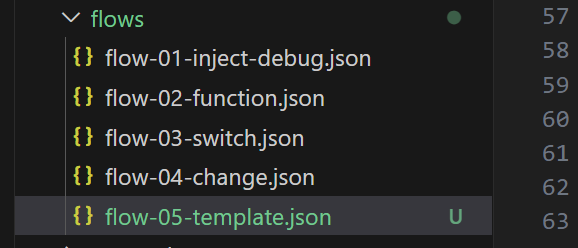 flows
{} flow-01-inject-debug.json
{} flow-02-function.json
{} flow-03-switch.json
{} flow-04-change.json
{} flow-05-template.json U
57
58
59
60
61
62
63